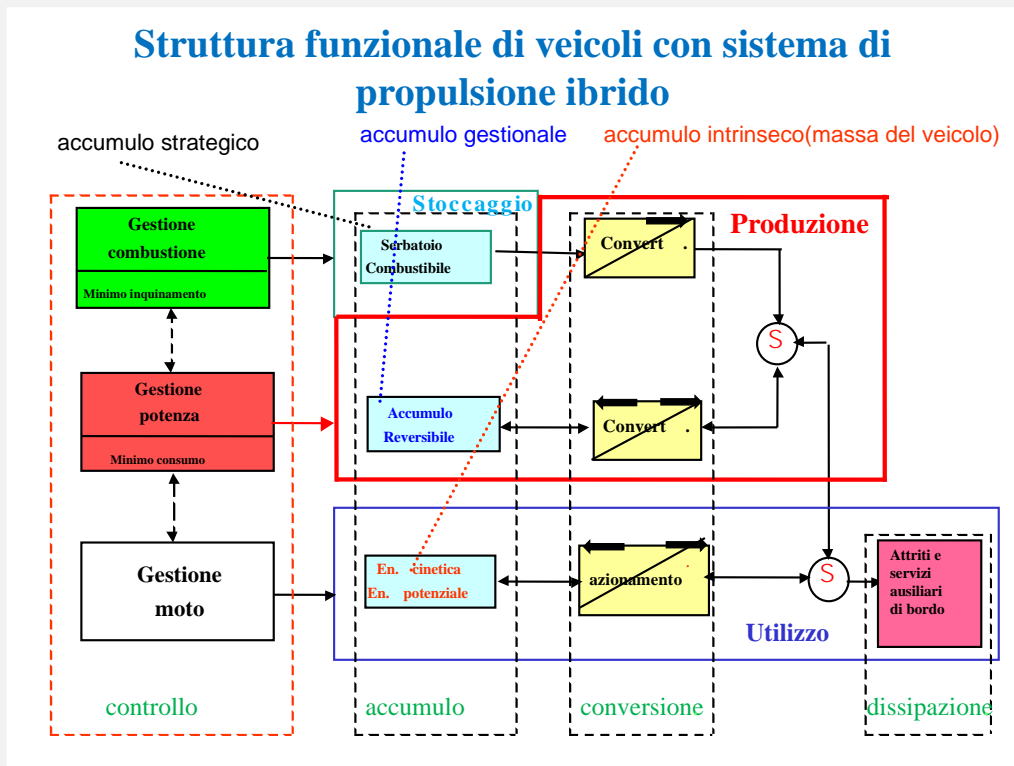 Struttura funzionale di veicoli con sistema di
propulsione ibrido
accumulo strategico
accumulo gestionale
accumulo intrinseco(massa del veicolo)
Gestione
combustione
Minimo inquinamento
Stoccaggio
Serbatoio
Combustibile
Convert .
Produzione
S
Gestione
potenza
Minimo consumo
Accumulo
Reversibile
Convert .
Gestione
moto
En. cinetica
En. potenziale
azionamento
S
Attriti e
servizi
ausiliari
di bordo
Utilizzo
controllo
accumulo
conversione
dissipazione